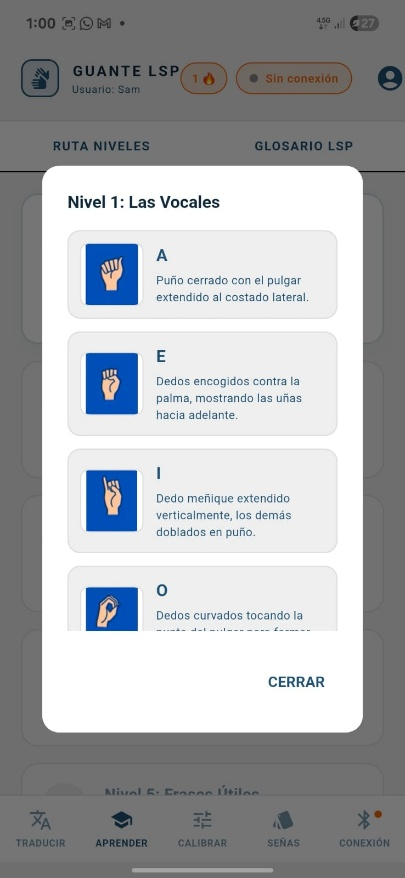 1:00
4,5G
27
GUANTE LSP
Usuario: Sam
1
Sin conexión
RUTA NIVELES
GLOSARIO LSP
Nivel 1: Las Vocales
A
Puño cerrado con el pulgar
extendido al costado lateral.
E
Dedos encogidos contra la
palma, mostrando las uñas
hacia adelante.
I
Dedo meñique extendido
verticalmente, los demás
doblados en puño.
O
Dedos curvados tocando la
punta del pulgar para formar
CERRAR
Nivel 5: Frases Útiles
TRADUCIR
APRENDER
CALIBRAR
SEÑAS
CONEXIÓN